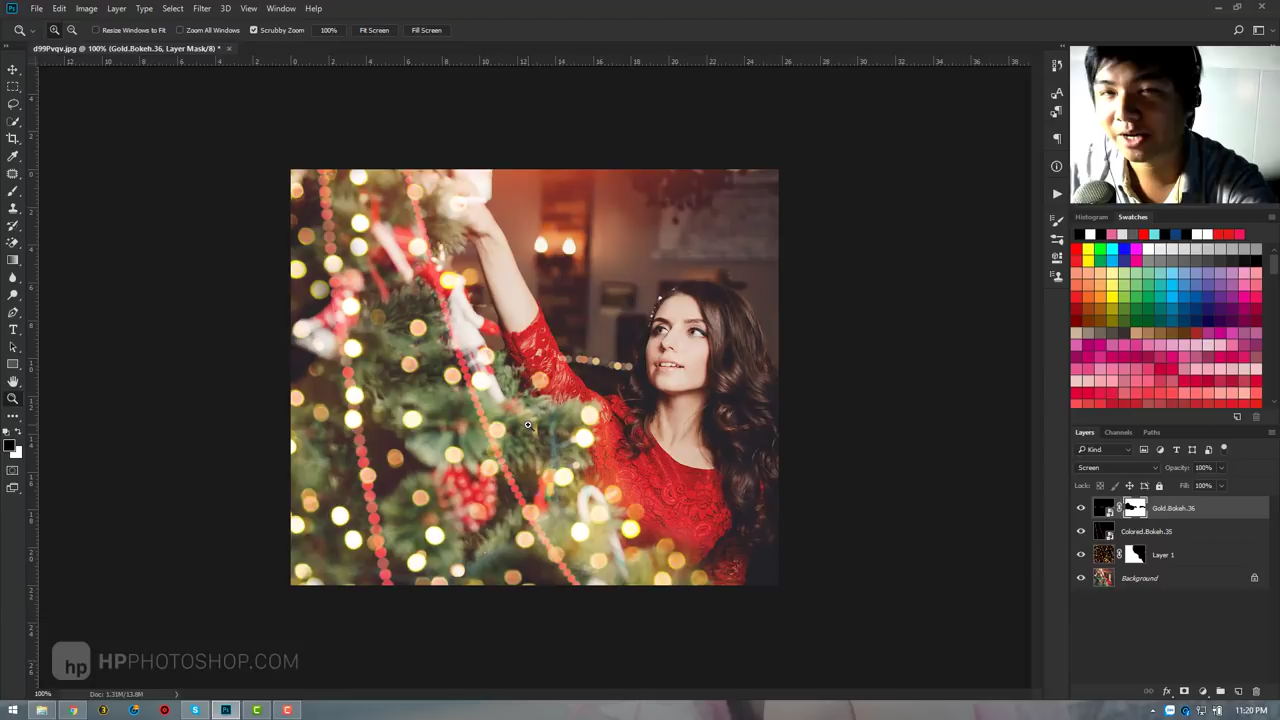 Ps File Edit Image Layer Type Select Filter 3D View Window Help
Resize Windows to Fit Zoom All Windows Scrubby Zoom 100% Fit Screen Fill Screen
d99Pvqv.jpg @ 100% (Gold.Bokeh.36, Layer Mask/8) *
Histogram Swatches
Layers Channels Paths
Kind
Screen Opacity: 100%
Lock: Fill: 100%
Gold.Bokeh.36
Colored.Bokeh.35
Layer 1
Background
hp HPPHOTOSHOP.COM
100% Doc: 1.31M/13.8M
11:20 PM